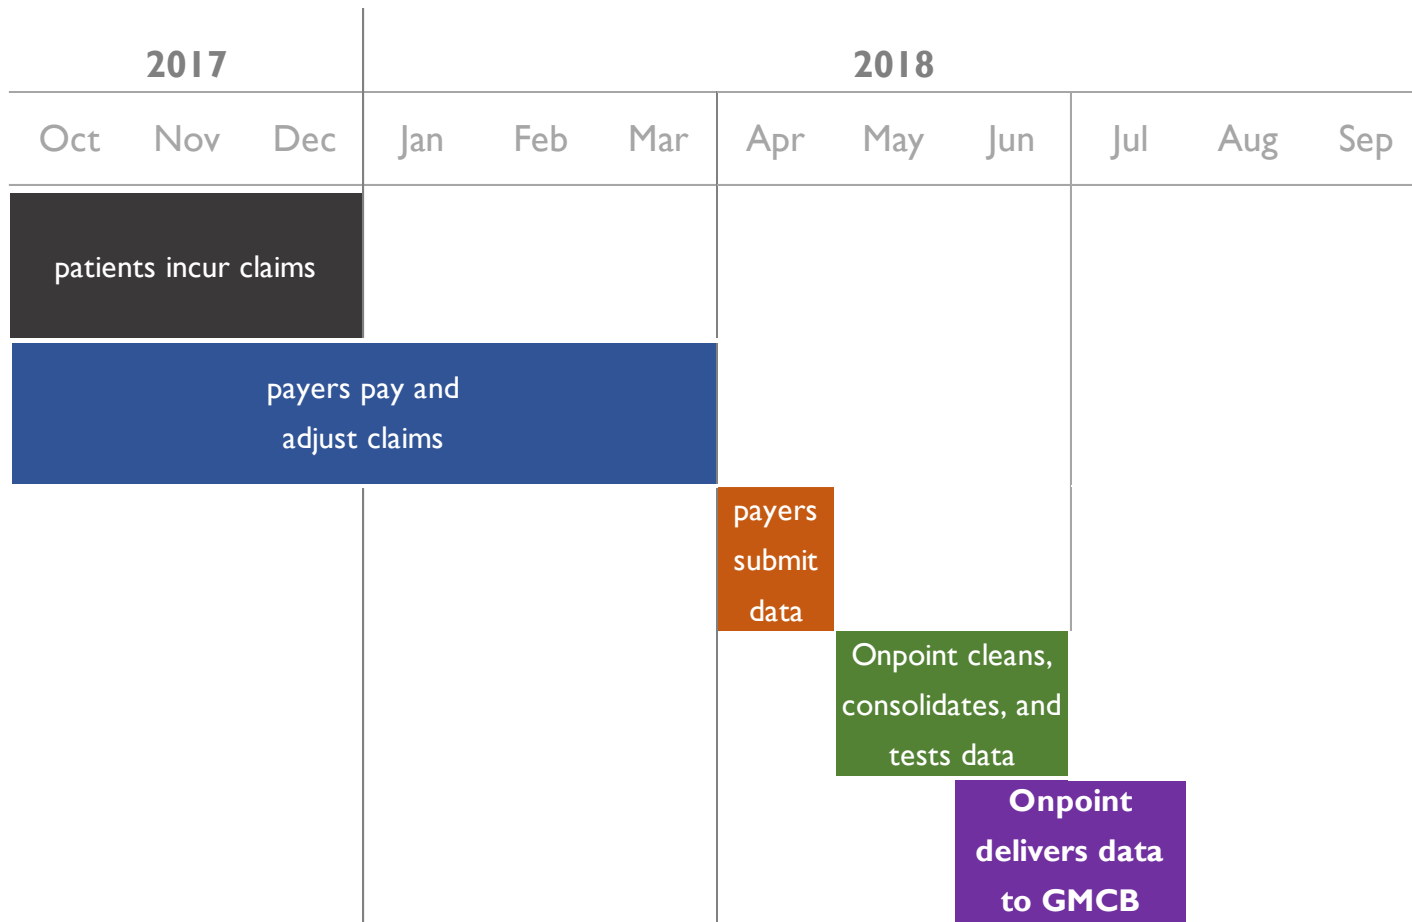 2017 2018
Oct Nov Dec Jan Feb Mar Apr May Jun Jul Aug Sep
patients incur claims
payers pay and
adjust claims
payers
submit
data
Onpoint cleans,
consolidates, and
tests data
Onpoint
delivers data
to GMCB